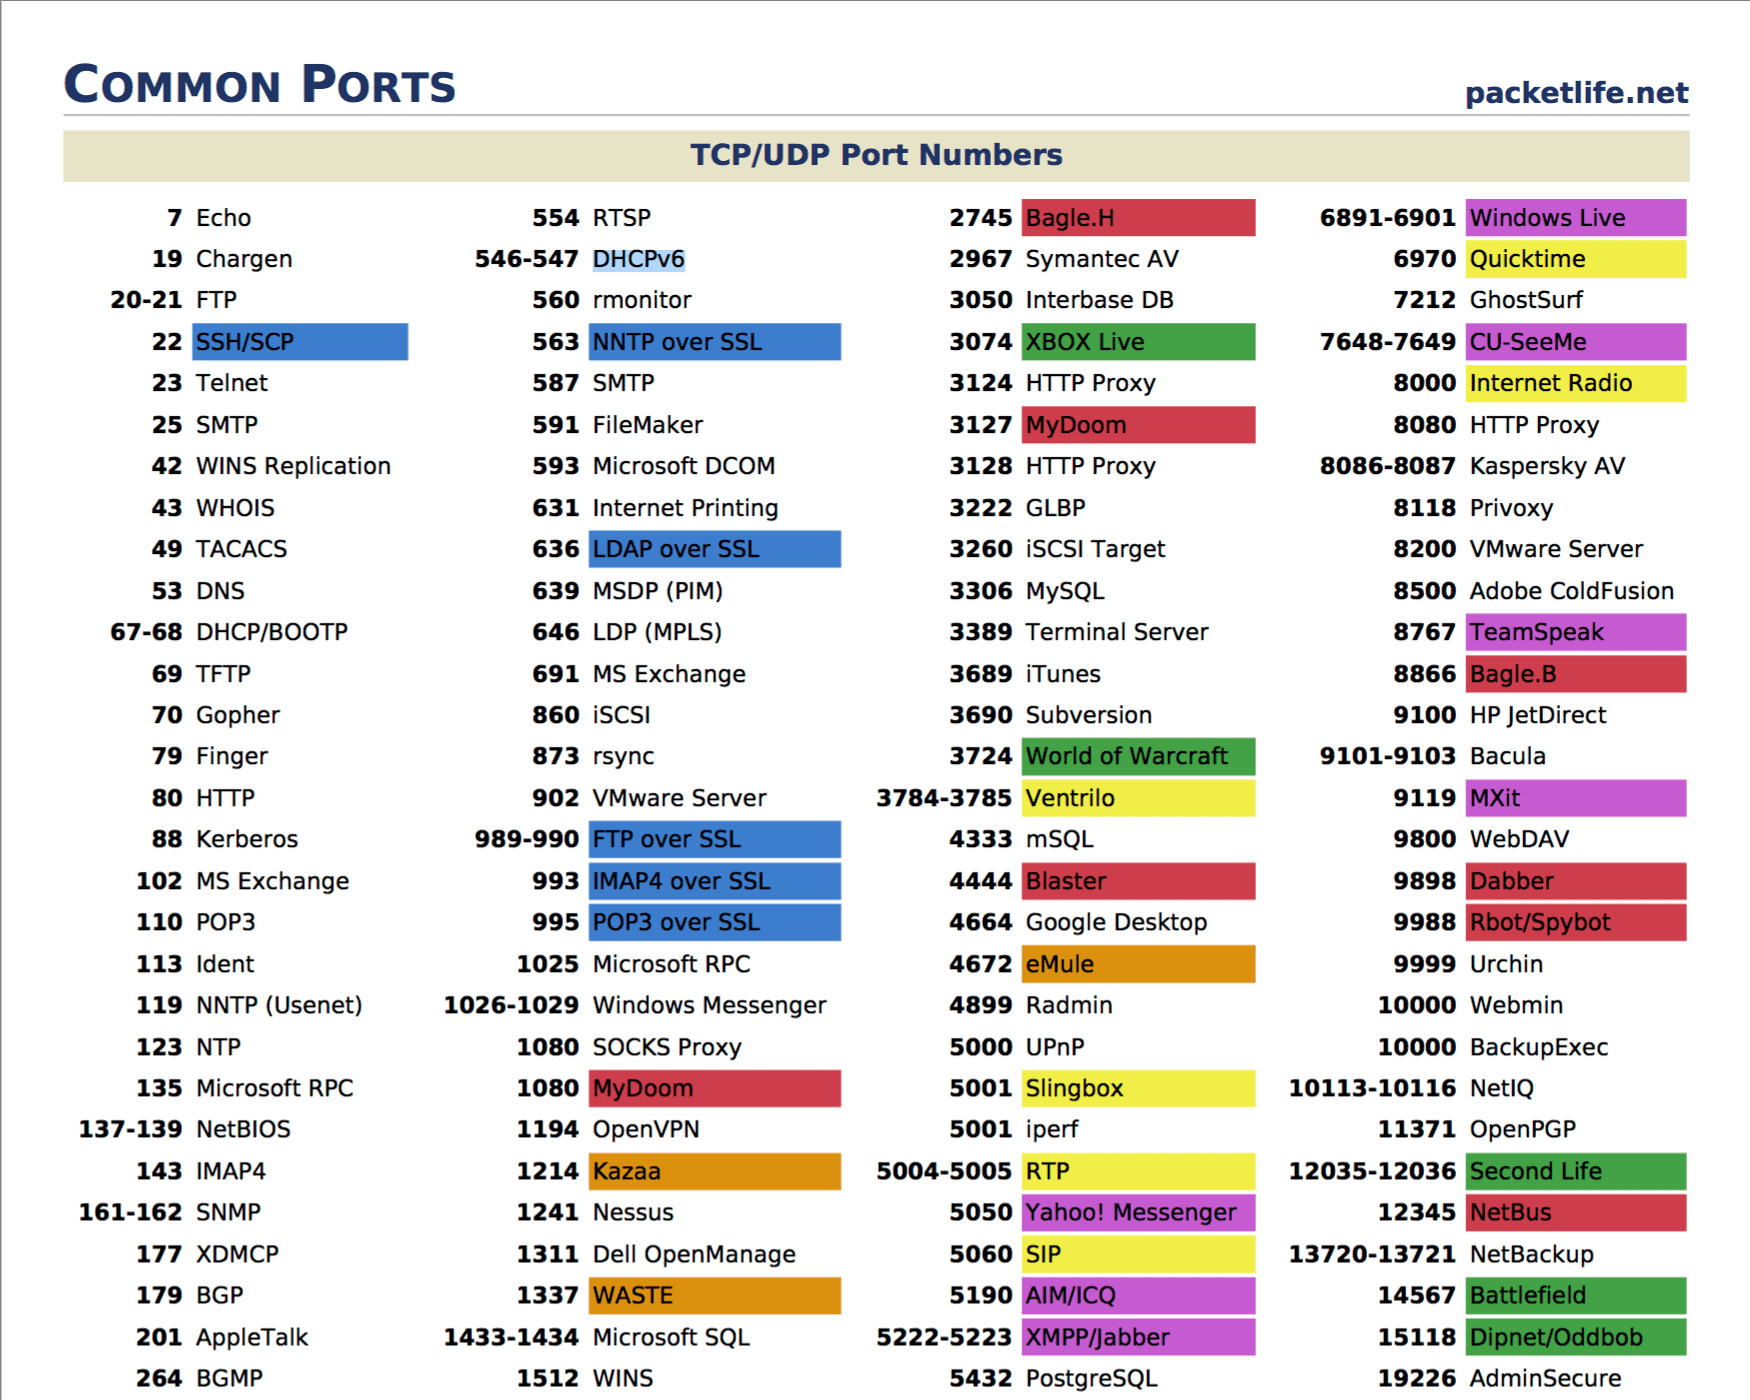 COMMON PORTS
packetlife.net
TCP/UDP Port Numbers
7 Echo
19 Chargen
20-21 FTP
22 SSH/SCP
23 Telnet
25 SMTP
42 WINS Replication
43 WHOIS
49 TACACS
53 DNS
67-68 DHCP/BOOTP
69 TFTP
70 Gopher
79 Finger
80 HTTP
88 Kerberos
102 MS Exchange
110 POP3
113 Ident
119 NNTP (Usenet)
123 NTP
135 Microsoft RPC
137-139 NetBIOS
143 IMAP4
161-162 SNMP
177 XDMCP
179 BGP
201 AppleTalk
264 BGMP
554 RTSP
546-547 DHCPv6
560 rmonitor
563 NNTP over SSL
587 SMTP
591 FileMaker
593 Microsoft DCOM
631 Internet Printing
636 LDAP over SSL
639 MSDP (PIM)
646 LDP (MPLS)
691 MS Exchange
860 iSCSI
873 rsync
902 VMware Server
989-990 FTP over SSL
993 IMAP4 over SSL
995 POP3 over SSL
1025 Microsoft RPC
1026-1029 Windows Messenger
1080 SOCKS Proxy
1080 MyDoom
1194 OpenVPN
1214 Kazaa
1241 Nessus
1311 Dell OpenManage
1337 WASTE
1433-1434 Microsoft SQL
1512 WINS
2745 Bagle.H
2967 Symantec AV
3050 Interbase DB
3074 XBOX Live
3124 HTTP Proxy
3127 MyDoom
3128 HTTP Proxy
3222 GLBP
3260 iSCSI Target
3306 MySQL
3389 Terminal Server
3689 iTunes
3690 Subversion
3724 World of Warcraft
3784-3785 Ventrilo
4333 mSQL
4444 Blaster
4664 Google Desktop
4672 eMule
4899 Radmin
5000 UPnP
5001 Slingbox
5001 iperf
5004-5005 RTP
5050 Yahoo! Messenger
5060 SIP
5190 AIM/ICQ
5222-5223 XMPP/Jabber
5432 PostgreSQL
6891-6901 Windows Live
6970 Quicktime
7212 GhostSurf
7648-7649 CU-SeeMe
8000 Internet Radio
8080 HTTP Proxy
8086-8087 Kaspersky AV
8118 Privoxy
8200 VMware Server
8500 Adobe ColdFusion
8767 TeamSpeak
8866 Bagle.B
9100 HP JetDirect
9101-9103 Bacula
9119 MXit
9800 WebDAV
9898 Dabber
9988 Rbot/Spybot
9999 Urchin
10000 Webmin
10000 BackupExec
10113-10116 NetIQ
11371 OpenPGP
12035-12036 Second Life
12345 NetBus
13720-13721 NetBackup
14567 Battlefield
15118 Dipnet/Oddbob
19226 AdminSecure